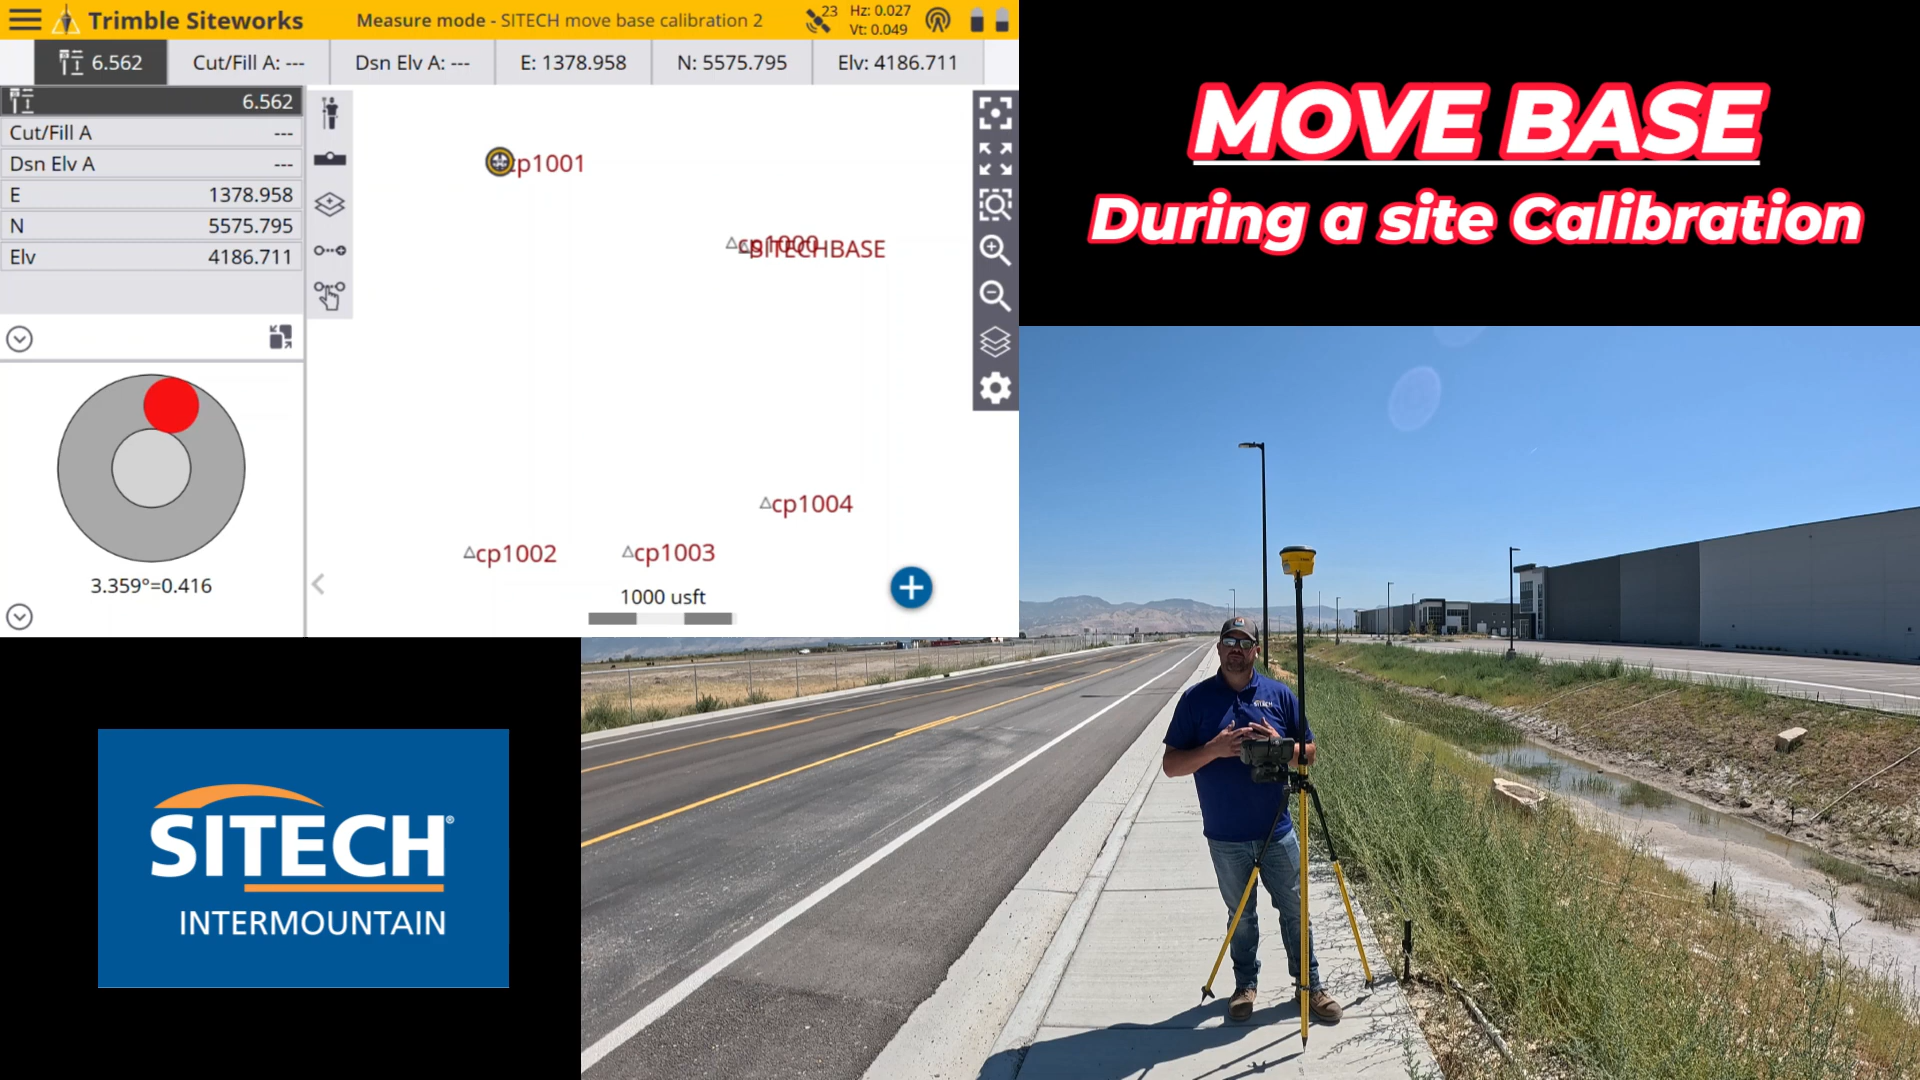 Trimble Siteworks
Measure mode - SITECH move base calibration 2
23
Hz: 0.027
Vt: 0.049
6.562
Cut/Fill A: ---
Dsn Elv A: ---
E: 1378.958
N: 5575.795
Elv: 4186.711
6.562
Cut/Fill A ---
Dsn Elv A ---
E 1378.958
N 5575.795
Elv 4186.711
3.359°=0.416
cp1001
cp1000
SITECHBASE
cp1004
cp1002
cp1003
1000 usft
MOVE BASE
During a site Calibration
SITECH
SITECH®
INTERMOUNTAIN